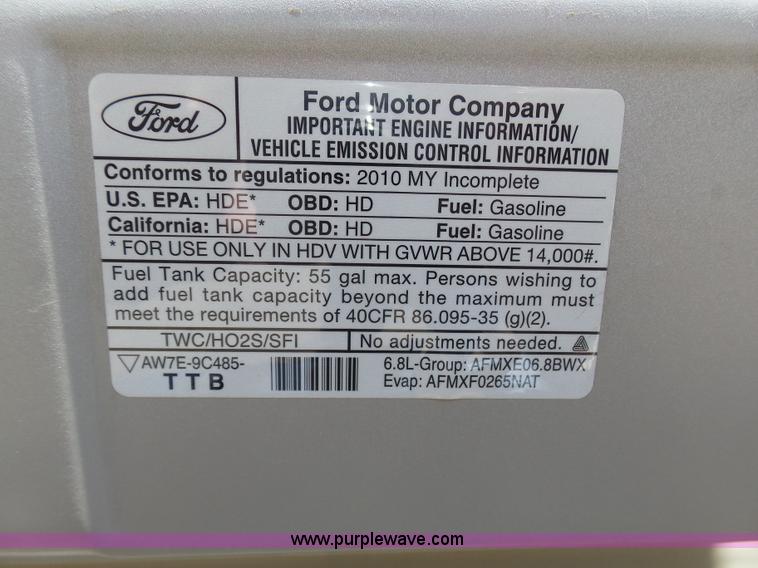 Ford
Ford Motor Company
IMPORTANT ENGINE INFORMATION/
VEHICLE EMISSION CONTROL INFORMATION
Conforms to regulations: 2010 MY Incomplete
U.S. EPA: HDE* OBD: HD Fuel: Gasoline
California: HDE* OBD: HD Fuel: Gasoline
* FOR USE ONLY IN HDV WITH GVWR ABOVE 14,000#.
Fuel Tank Capacity: 55 gal max. Persons wishing to
add fuel tank capacity beyond the maximum must
meet the requirements of 40CFR 86.095-35 (g)(2).
TWC/HO2S/SFI No adjustments needed.
AW7E-9C485- 6.8L-Group: AFMXE06.8BWX
TTB Evap: AFMXF0265NAT
www.purplewave.com